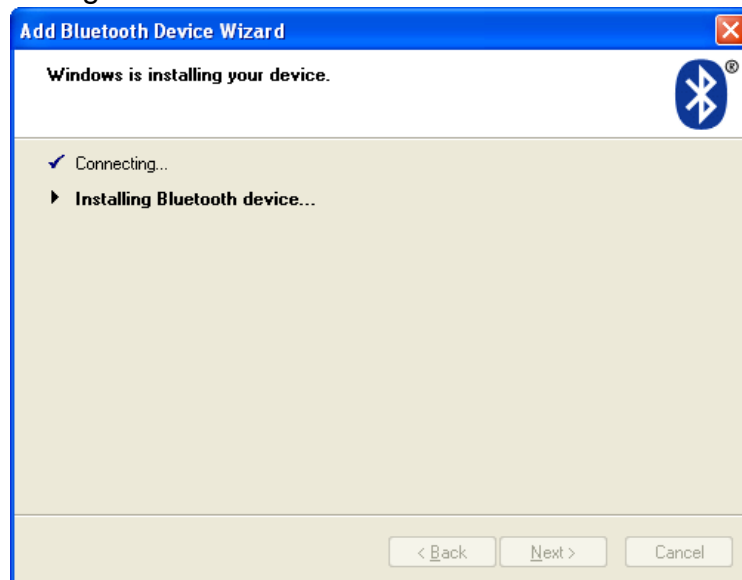 Add Bluetooth Device Wizard
Windows is installing your device.
®
Connecting...
Installing Bluetooth device...
< Back Next > Cancel